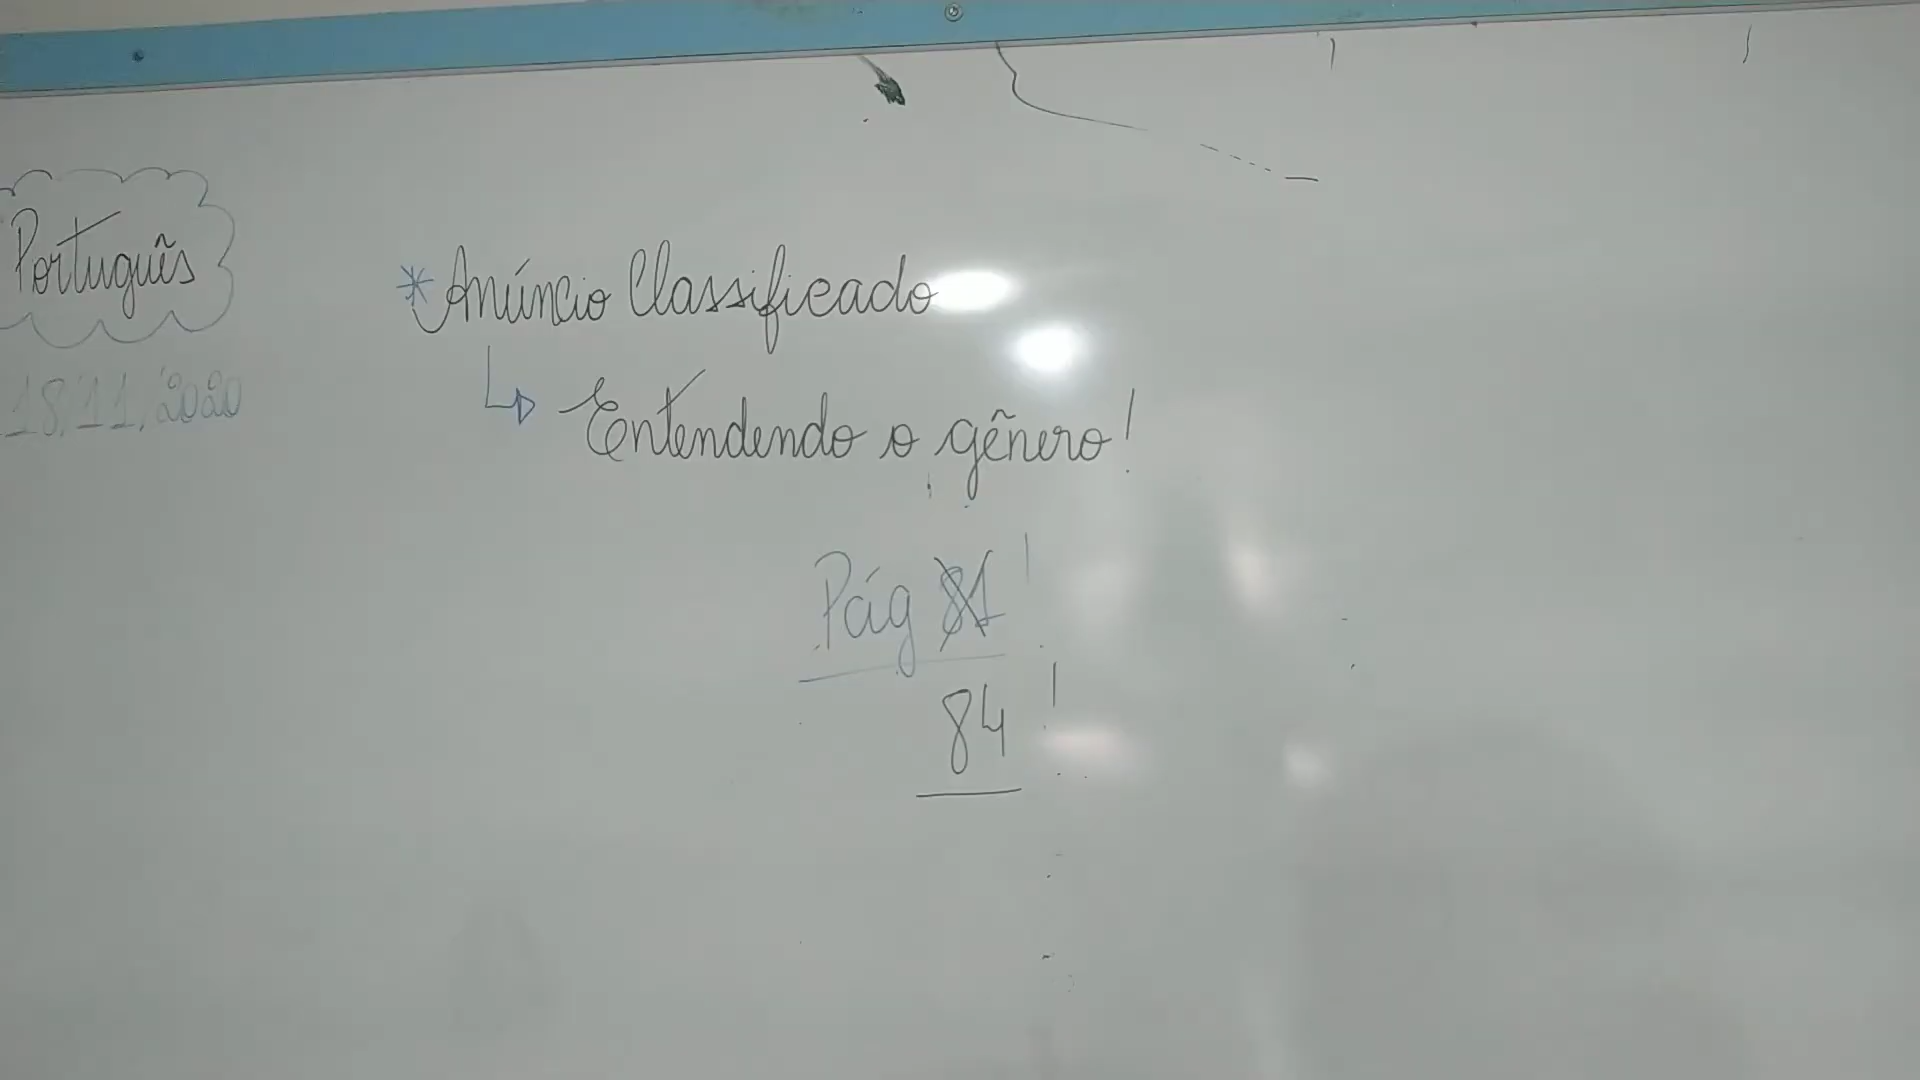 Português
18/11/2020
* Anúncio Classificado
↳ Entendendo o gênero!
Pág 81!
84!